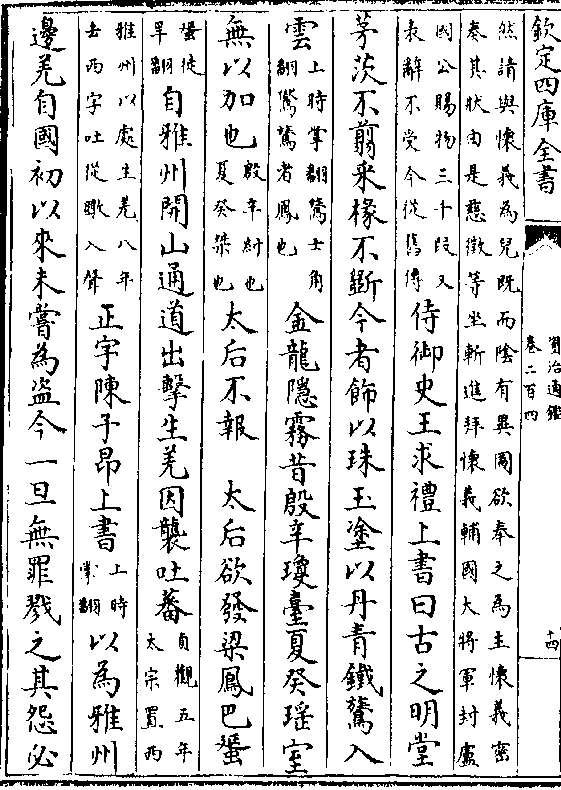 欽定四庫全書
資治通鑑
卷二百四
十四
然請與懷義為兒既而陰有異圖欲奉之為主懷義密
奏其狀由是慈徵等坐斬進拜懷義輔國大將軍封盧
國公賜物三千段又
表辭不受今從舊傳
侍御史王求禮上書曰古之明堂
茅茨不翦采椽不斵今者飾以珠玉塗以丹青鐵鷟入
雲
上時掌翻鷟士角
翻鸑鷟者鳳也
金龍隱霧昔殷辛瓊臺夏癸瑤室
無以加也
殷辛紂也
夏癸桀也
太后不報 太后欲發梁鳳巴蜑
蜑徒
旱翻
自雅州開山通道出擊生羌因襲吐蕃
貞觀五年
太宗置西
雅州以處生羌八年
去西字吐從暾入聲
正字陳子昂上書
上時
掌翻
以為雅州
邊羌自國初以來未嘗為盜今一旦無罪戮之其怨必